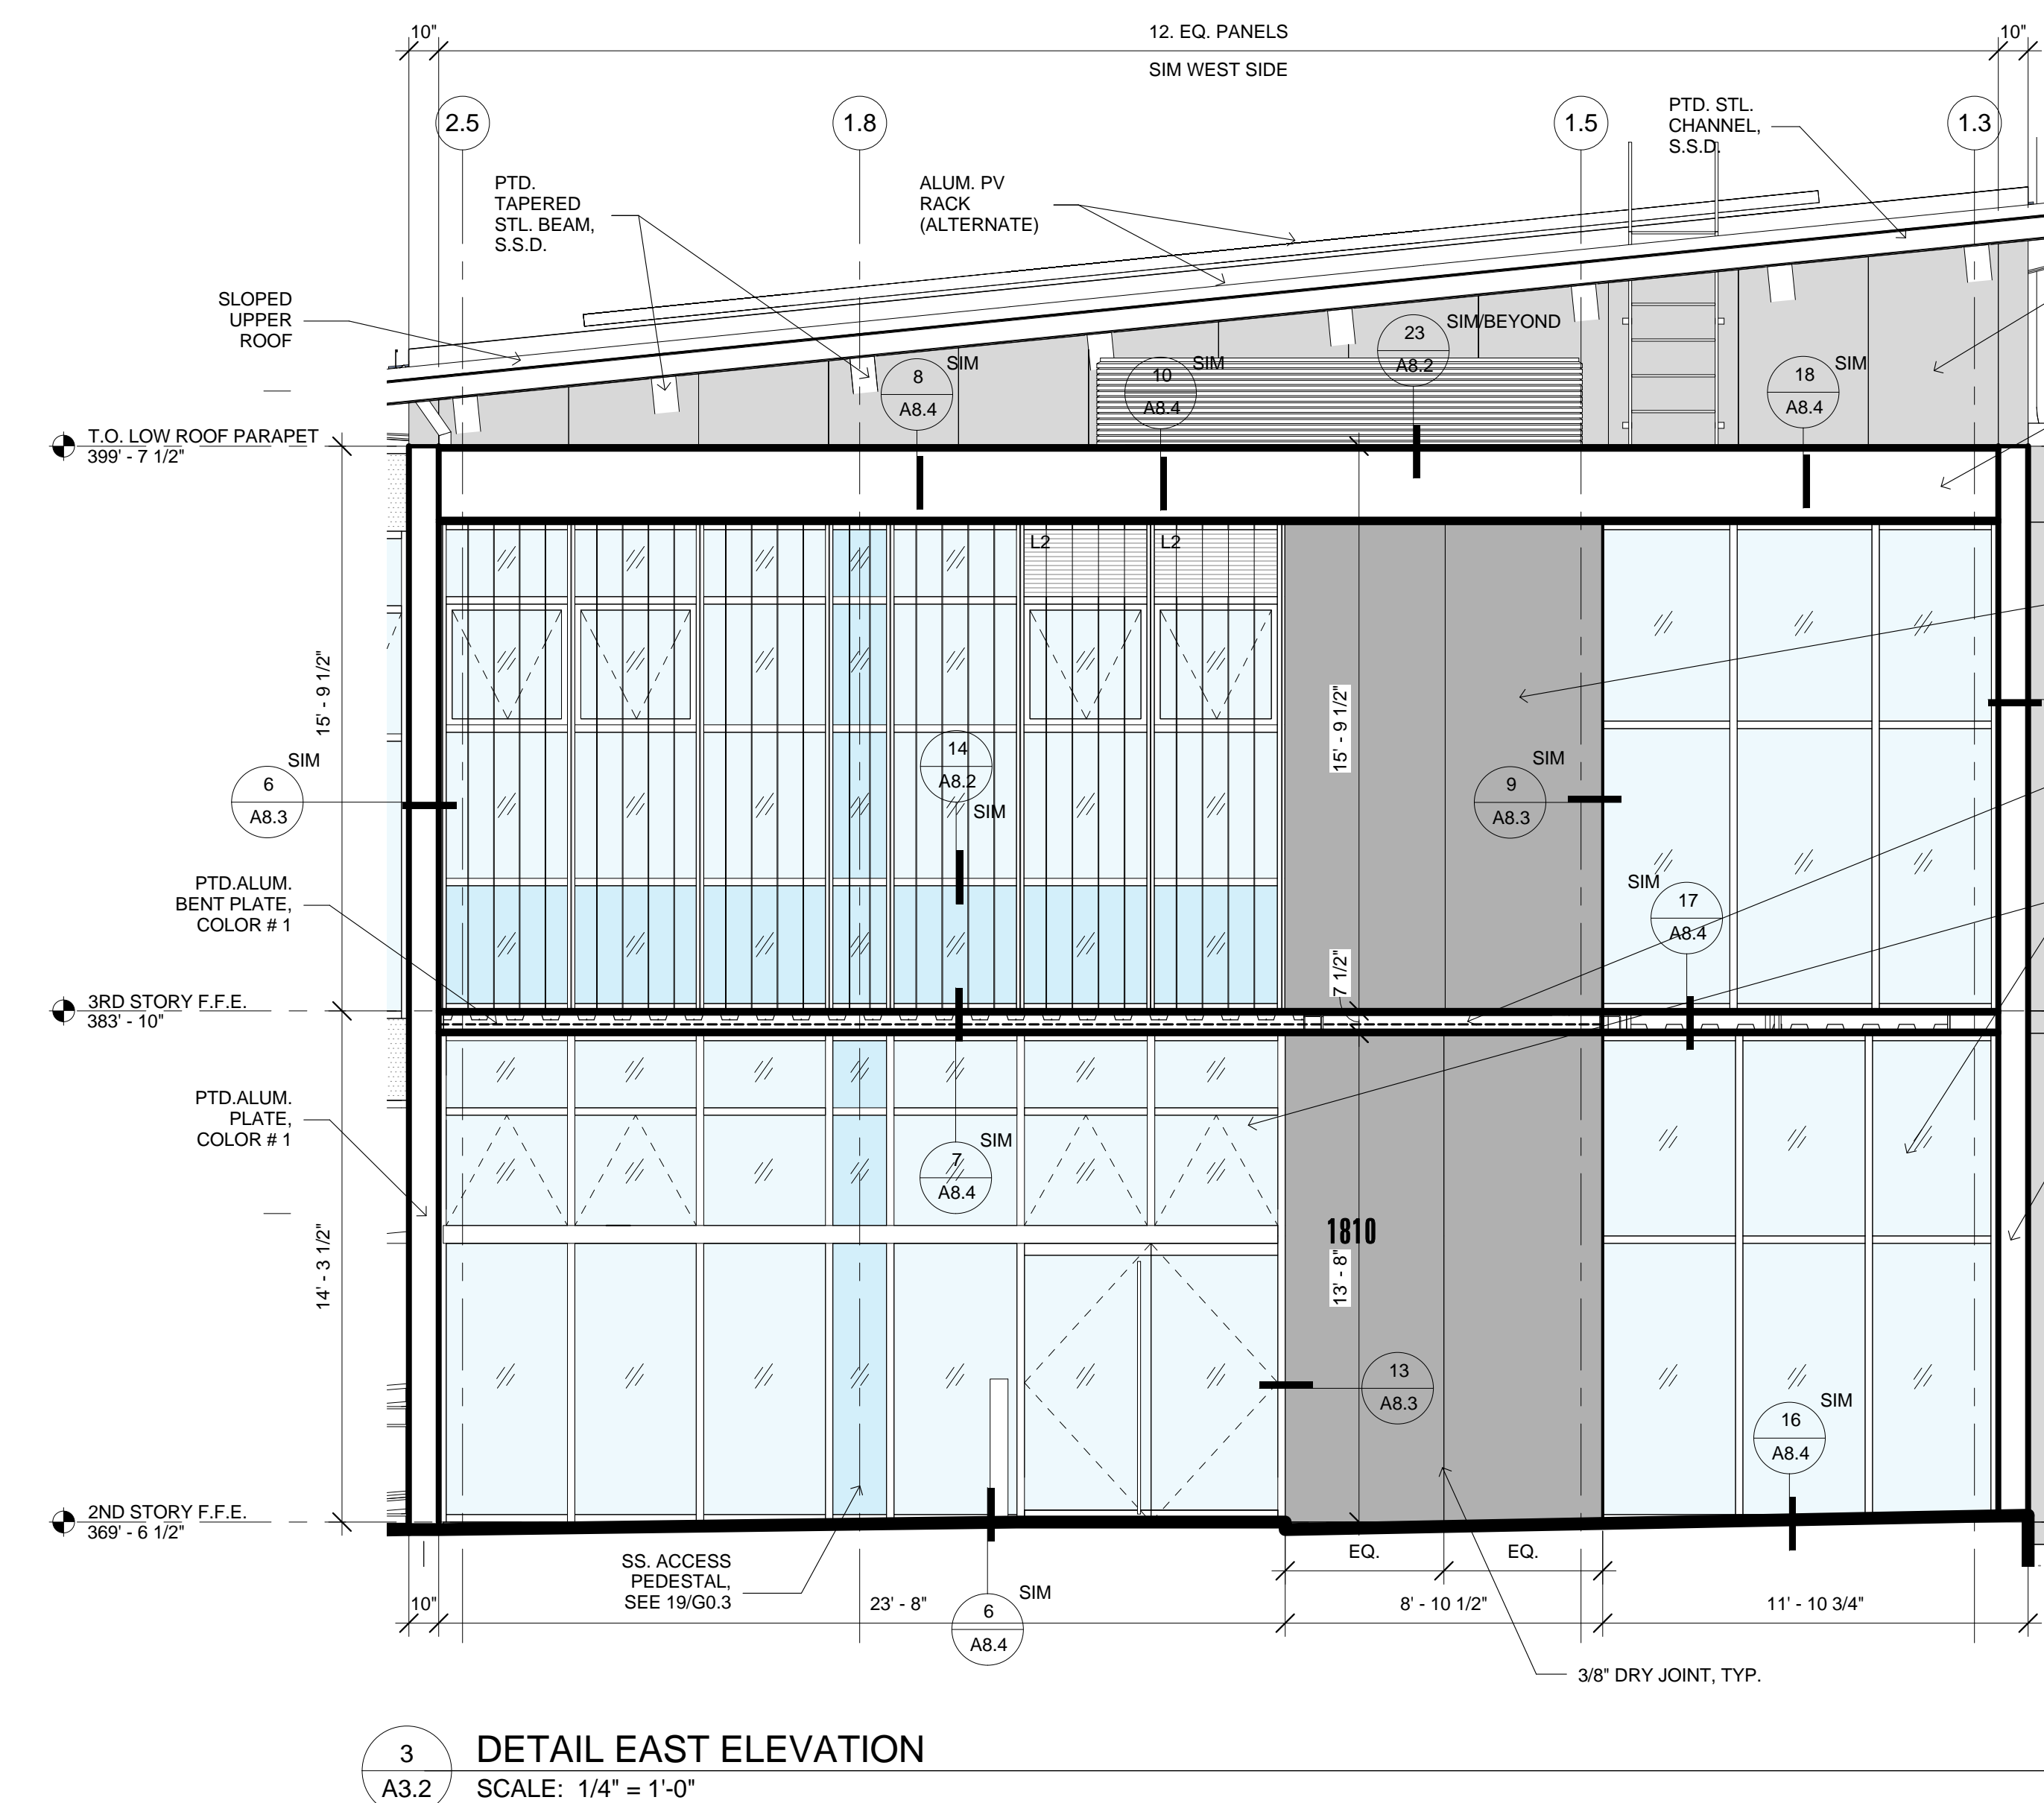 10"
12. EQ. PANELS
10"
SIM WEST SIDE
2.5
1.8
1.5
1.3
PTD. STL.
CHANNEL,
S.S.D.
PTD.
TAPERED
STL. BEAM,
S.S.D.
ALUM. PV
RACK
(ALTERNATE)
SLOPED
UPPER
ROOF
8
A8.4
SIM
10
A8.4
SIM
23
A8.2
SIM/BEYOND
18
A8.4
SIM
T.O. LOW ROOF PARAPET
399' - 7 1/2"
L2
L2
15' - 9 1/2"
15' - 9 1/2"
SIM
6
A8.3
14
A8.2
SIM
SIM
9
A8.3
PTD.ALUM.
BENT PLATE,
COLOR # 1
SIM
17
A8.4
7 1/2"
3RD STORY F.F.E.
383' - 10"
PTD.ALUM.
PLATE,
COLOR # 1
SIM
7
A8.4
14' - 3 1/2"
1810
13' - 8"
13
A8.3
SIM
16
A8.4
2ND STORY F.F.E.
369' - 6 1/2"
SS. ACCESS
PEDESTAL,
SEE 19/G0.3
EQ.
EQ.
10"
23' - 8"
SIM
6
A8.4
8' - 10 1/2"
11' - 10 3/4"
3/8" DRY JOINT, TYP.
3
A3.2
DETAIL EAST ELEVATION
SCALE: 1/4" = 1'-0"